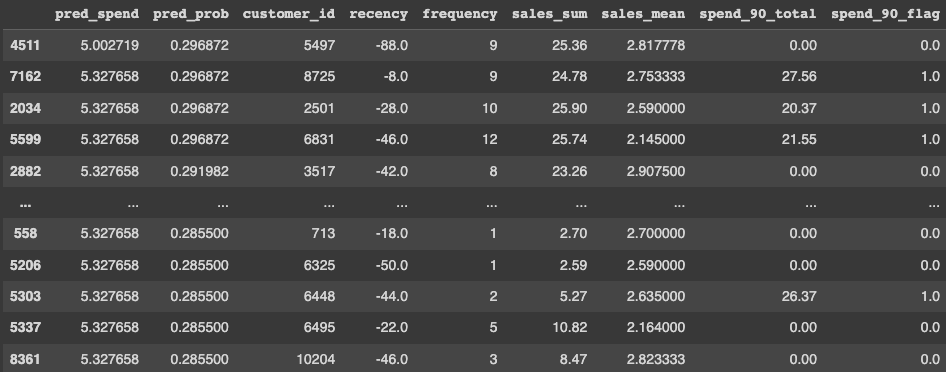 pred_spend pred_prob customer_id recency frequency sales_sum sales_mean spend_90_total spend_90_flag
4511 5.002719 0.296872 5497 -88.0 9 25.36 2.817778 0.00 0.0
7162 5.327658 0.296872 8725 -8.0 9 24.78 2.753333 27.56 1.0
2034 5.327658 0.296872 2501 -28.0 10 25.90 2.590000 20.37 1.0
5599 5.327658 0.296872 6831 -46.0 12 25.74 2.145000 21.55 1.0
2882 5.327658 0.291982 3517 -42.0 8 23.26 2.907500 0.00 0.0
... ... ... ... ... ... ... ... ... ...
558 5.327658 0.285500 713 -18.0 1 2.70 2.700000 0.00 0.0
5206 5.327658 0.285500 6325 -50.0 1 2.59 2.590000 0.00 0.0
5303 5.327658 0.285500 6448 -44.0 2 5.27 2.635000 26.37 1.0
5337 5.327658 0.285500 6495 -22.0 5 10.82 2.164000 0.00 0.0
8361 5.327658 0.285500 10204 -46.0 3 8.47 2.823333 0.00 0.0